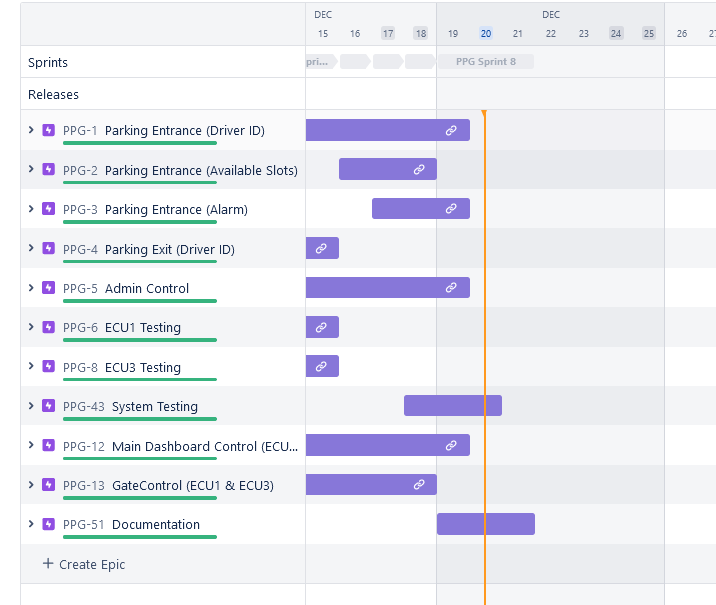 DEC DEC
15 16 17 18 19 20 21 22 23 24 25 26
Sprints pri... PPG Sprint 8
Releases
PPG-1 Parking Entrance (Driver ID)
PPG-2 Parking Entrance (Available Slots)
PPG-3 Parking Entrance (Alarm)
PPG-4 Parking Exit (Driver ID)
PPG-5 Admin Control
PPG-6 ECU1 Testing
PPG-8 ECU3 Testing
PPG-43 System Testing
PPG-12 Main Dashboard Control (ECU...
PPG-13 GateControl (ECU1 & ECU3)
PPG-51 Documentation
+ Create Epic